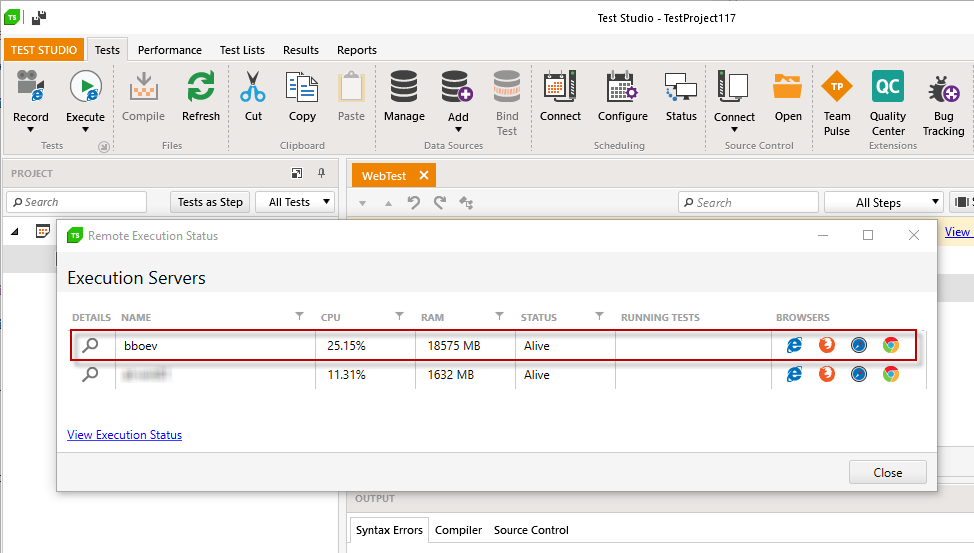 TS
Test Studio - TestProject117
TEST STUDIO Tests Performance Test Lists Results Reports
Record Execute Compile Refresh Cut Copy Paste Manage Add Bind Test Connect Configure Status Connect Open TP Team Pulse QC Quality Center Bug Tracking
Tests Files Clipboard Data Sources Scheduling Source Control Extensions
PROJECT WebTest
Search Tests as Step All Tests Search All Steps
View
TS Remote Execution Status
Execution Servers
DETAILS NAME CPU RAM STATUS RUNNING TESTS BROWSERS
bboev 25.15% 18575 MB Alive
11.31% 1632 MB Alive
View Execution Status
Close
OUTPUT
Syntax Errors Compiler Source Control